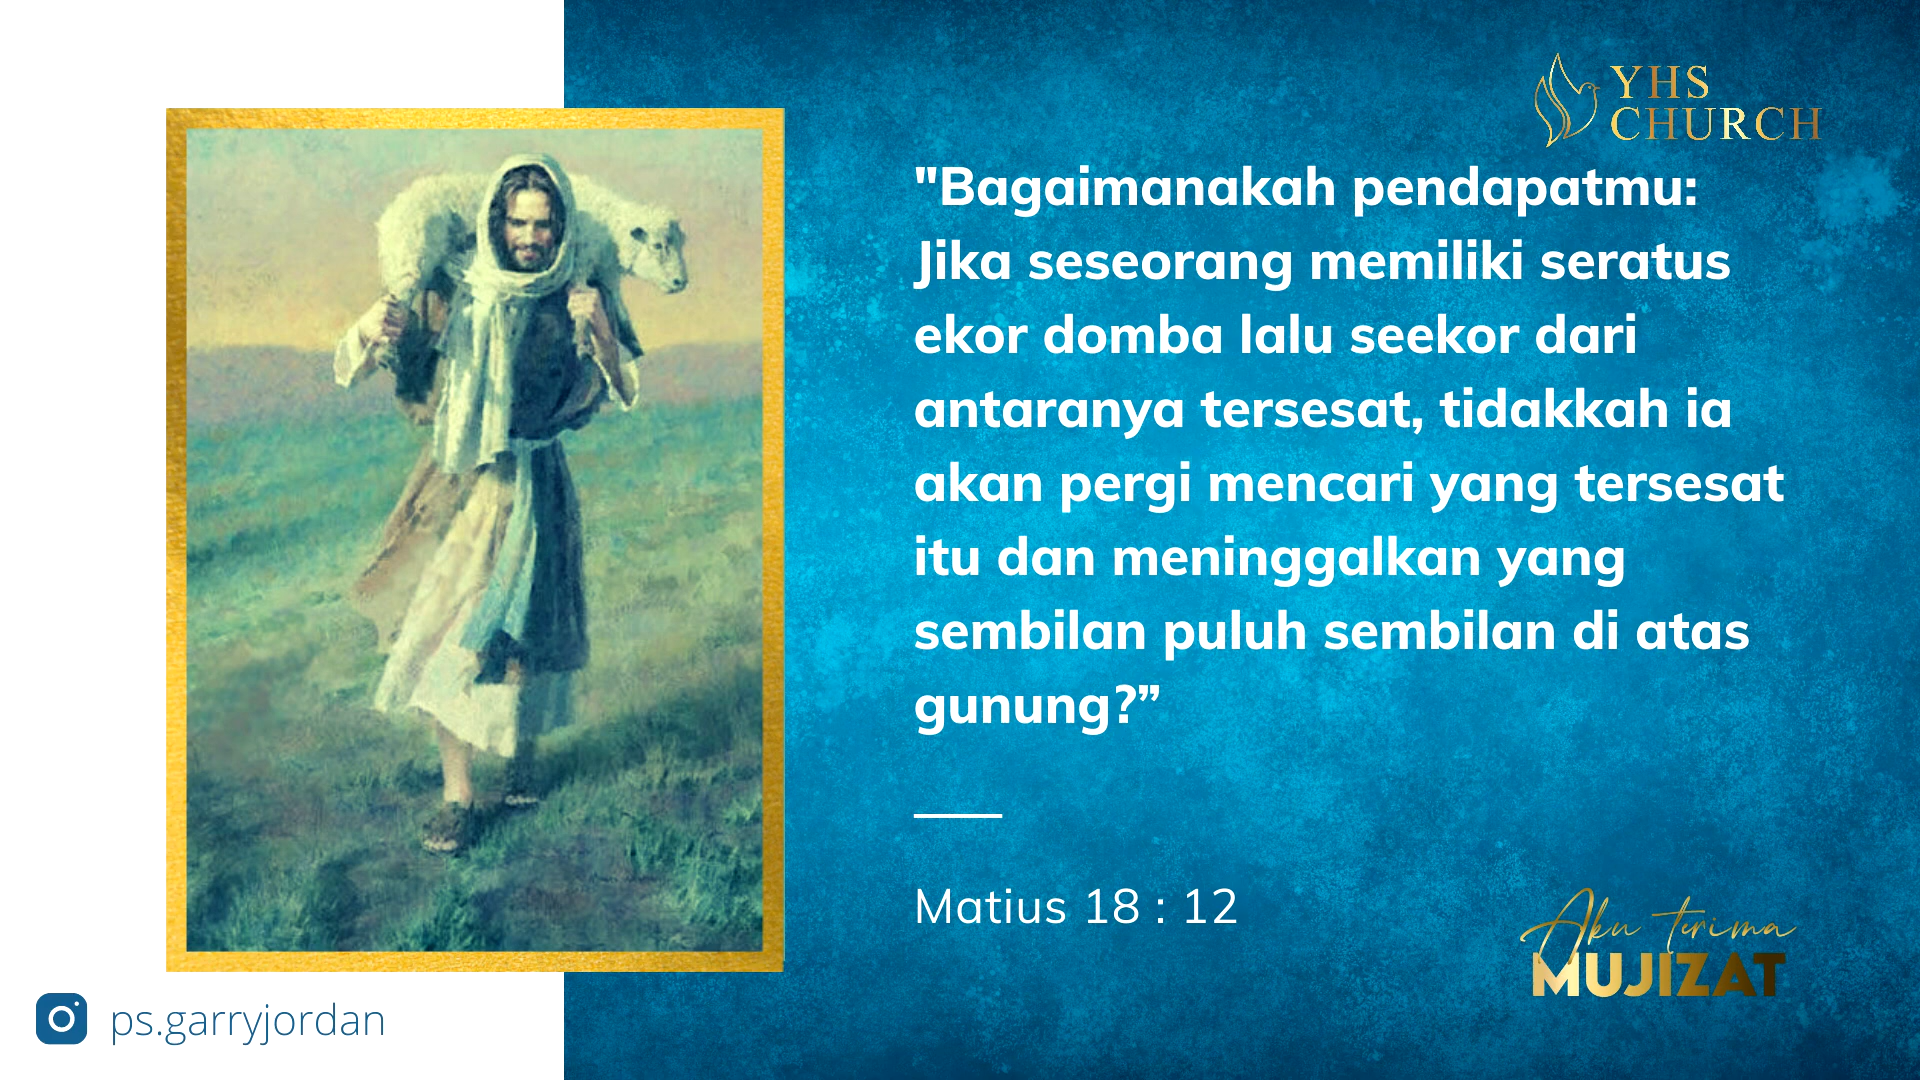 YHS
CHURCH
"Bagaimanakah pendapatmu:
Jika seseorang memiliki seratus
ekor domba lalu seekor dari
antaranya tersesat, tidakkah ia
akan pergi mencari yang tersesat
itu dan meninggalkan yang
sembilan puluh sembilan di atas
gunung?”
Matius 18 : 12
Aku terima
MUJIZAT
ps.garryjordan